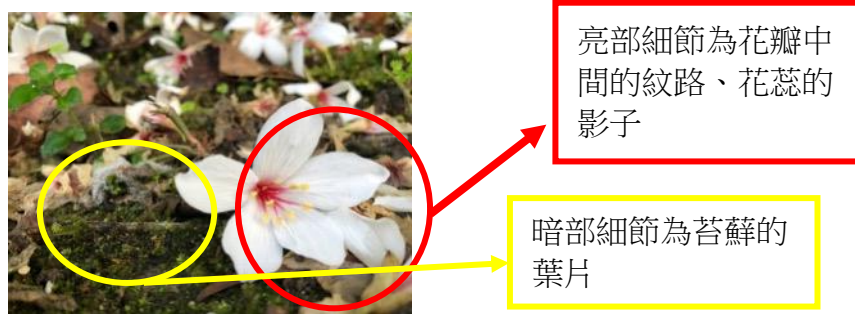 亮部細節為花瓣中
間的紋路、花蕊的
影子
暗部細節為苔蘚的
葉片